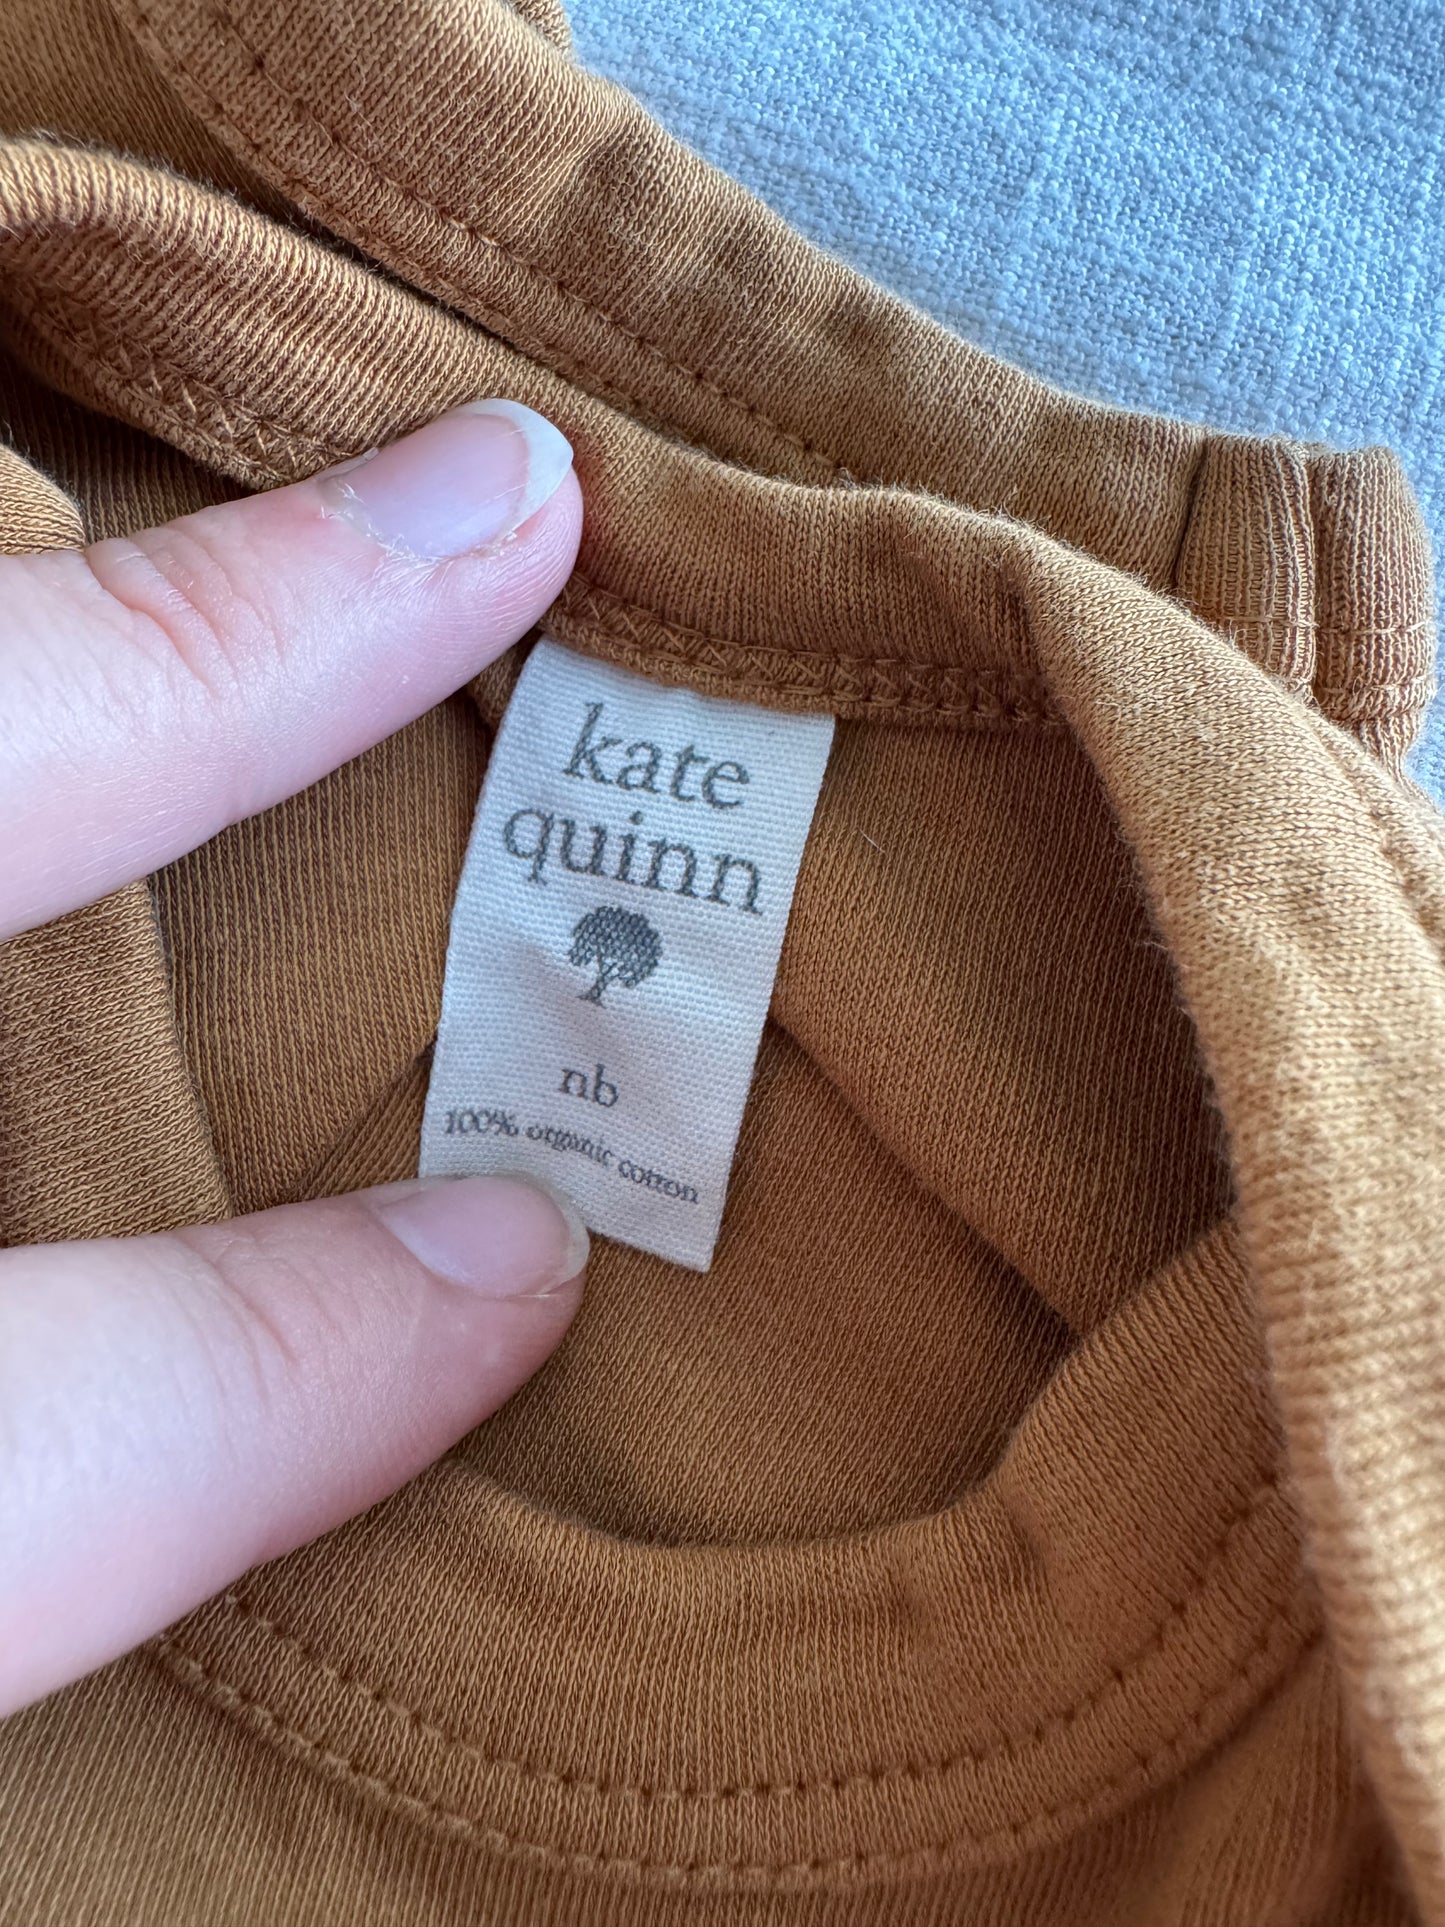 kate
quinn
nb
100% organic cotton